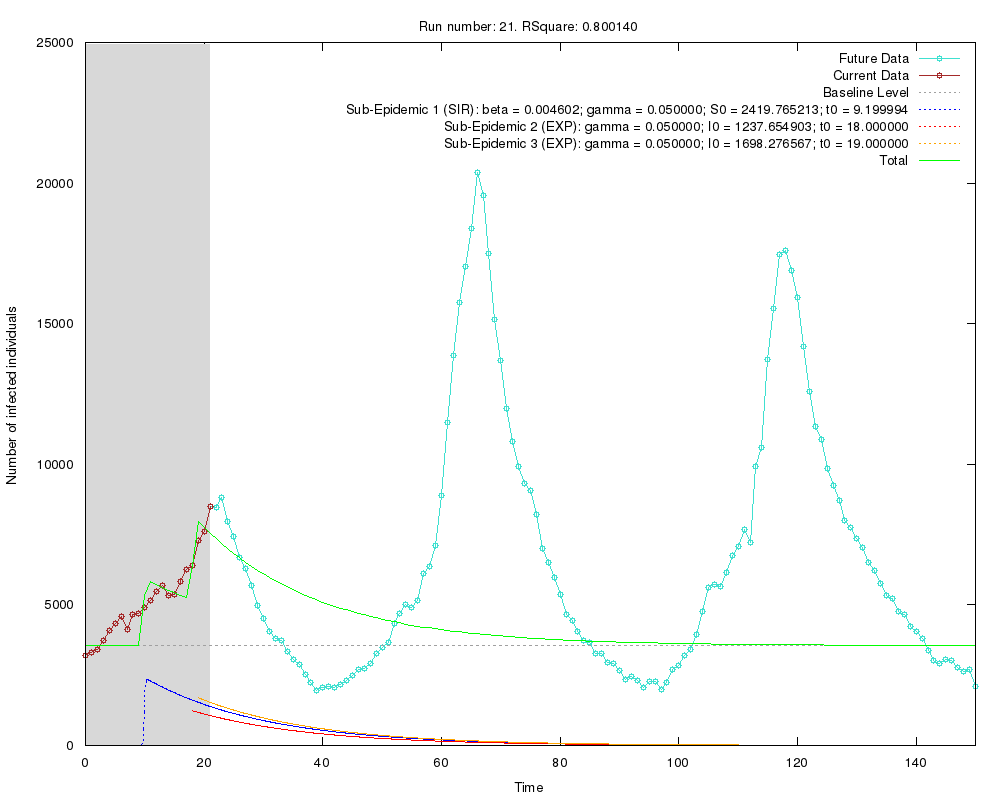 Run number: 21. RSquare: 0.800140
25000
20000
15000
10000
5000
0
Number of infected individuals
Future Data
Current Data
Baseline Level
Sub-Epidemic 1 (SIR): beta = 0.004602; gamma = 0.050000; S0 = 2419.765213; t0 = 9.199994
Sub-Epidemic 2 (EXP): gamma = 0.050000; I0 = 1237.654903; t0 = 18.000000
Sub-Epidemic 3 (EXP): gamma = 0.050000; I0 = 1698.276567; t0 = 19.000000
Total
0 20 40 60 80 100 120 140
Time